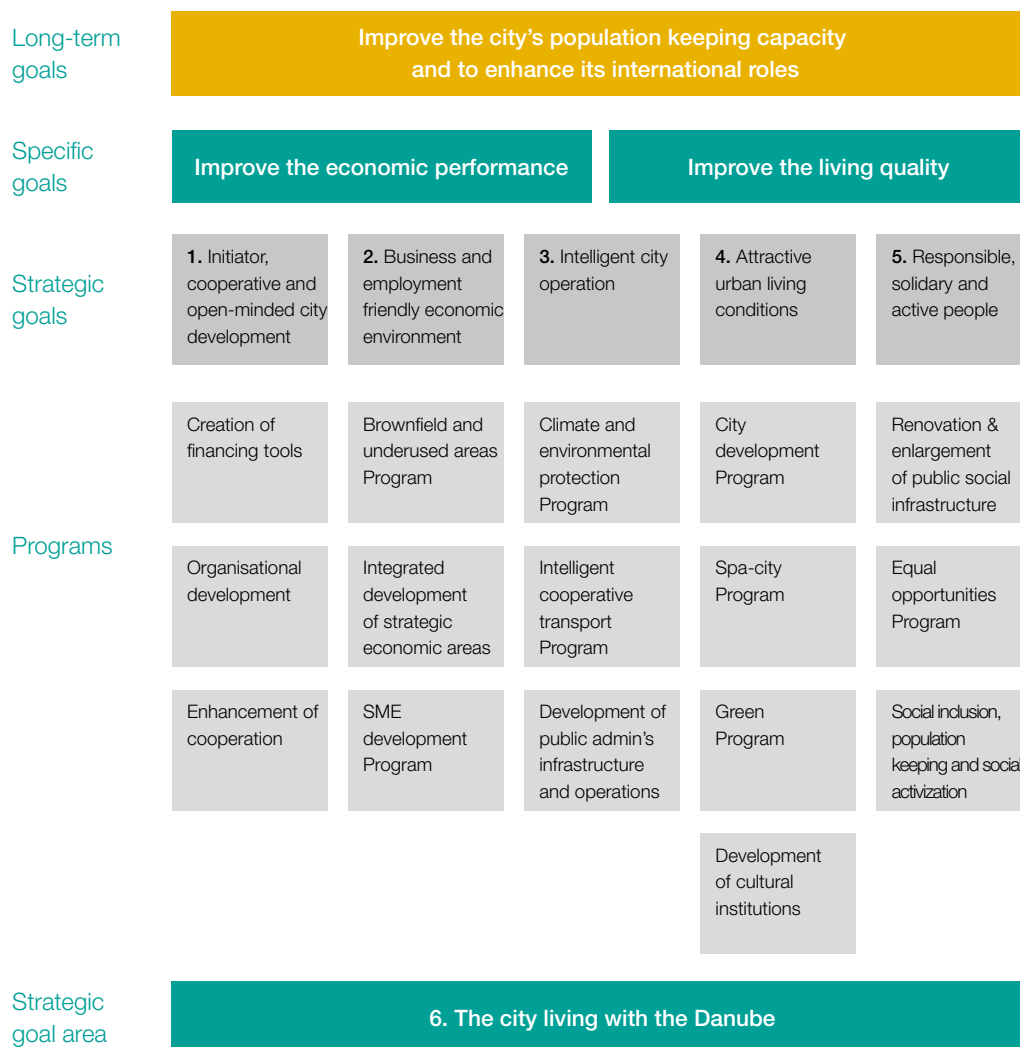 Long-term
goals
Improve the city's population keeping capacity
and to enhance its international roles
Specific
goals
Improve the economic performance
Improve the living quality
Strategic
goals
1. Initiator,
cooperative and
open-minded city
development
2. Business and
employment
friendly economic
environment
3. Intelligent city
operation
4. Attractive
urban living
conditions
5. Responsible,
solidary and
active people
Programs
Creation of
financing tools
Brownfield and
underused areas
Program
Climate and
environmental
protection
Program
City
development
Program
Renovation &
enlargement
of public social
infrastructure
Organisational
development
Integrated
development
of strategic
economic areas
Intelligent
cooperative
transport
Program
Spa-city
Program
Equal
opportunities
Program
Enhancement of
cooperation
SME
development
Program
Development of
public admin's
infrastructure
and operations
Green
Program
Social inclusion,
population
keeping and social
activization
Development
of cultural
institutions
Strategic
goal area
6. The city living with the Danube